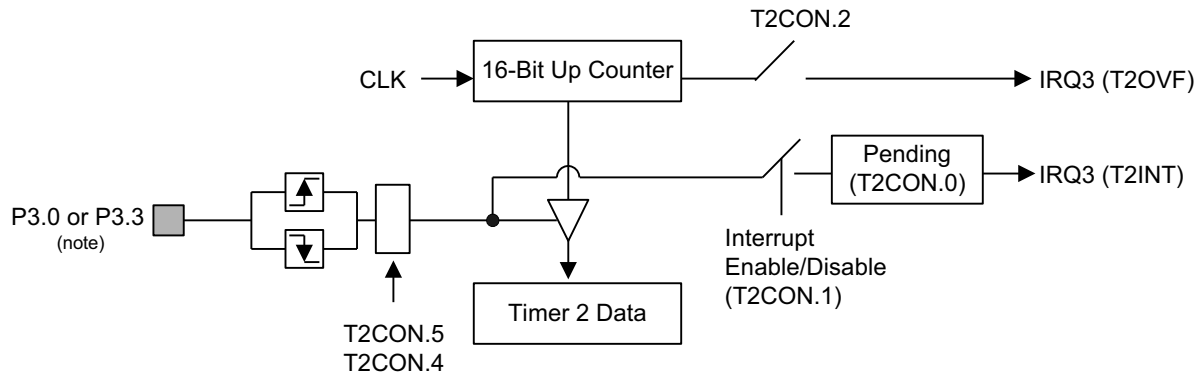 T2CON.2
CLK
16-Bit Up Counter
IRQ3 (T2OVF)
Pending
(T2CON.0)
IRQ3 (T2INT)
P3.0 or P3.3
(note)
Interrupt
Enable/Disable
(T2CON.1)
Timer 2 Data
T2CON.5
T2CON.4